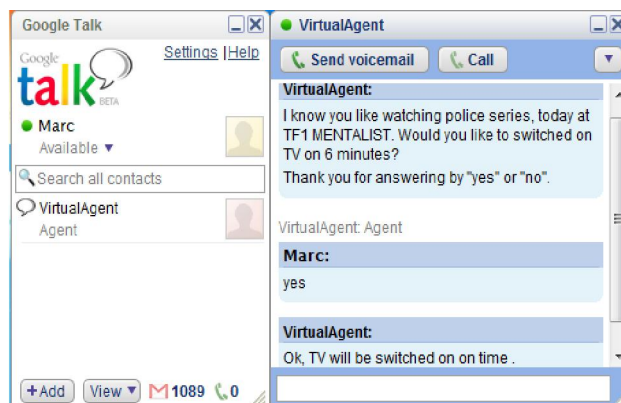 Google Talk
Settings | Help
Google
talk
BETA
Marc
Available
Search all contacts
VirtualAgent
Agent
+Add View 1089 0
VirtualAgent
Send voicemail Call
VirtualAgent:
I know you like watching police series, today at
TF1 MENTALIST. Would you like to switched on
TV on 6 minutes?
Thank you for answering by "yes" or "no".
VirtualAgent: Agent
Marc:
yes
VirtualAgent:
Ok, TV will be switched on on time .